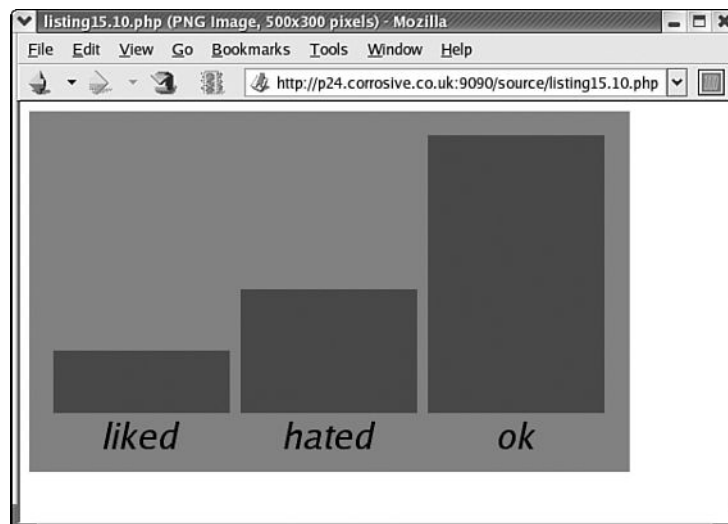 listing15.10.php (PNG Image, 500x300 pixels) - Mozilla
File Edit View Go Bookmarks Tools Window Help
http://p24.corrosive.co.uk:9090/source/listing15.10.php
liked hated ok